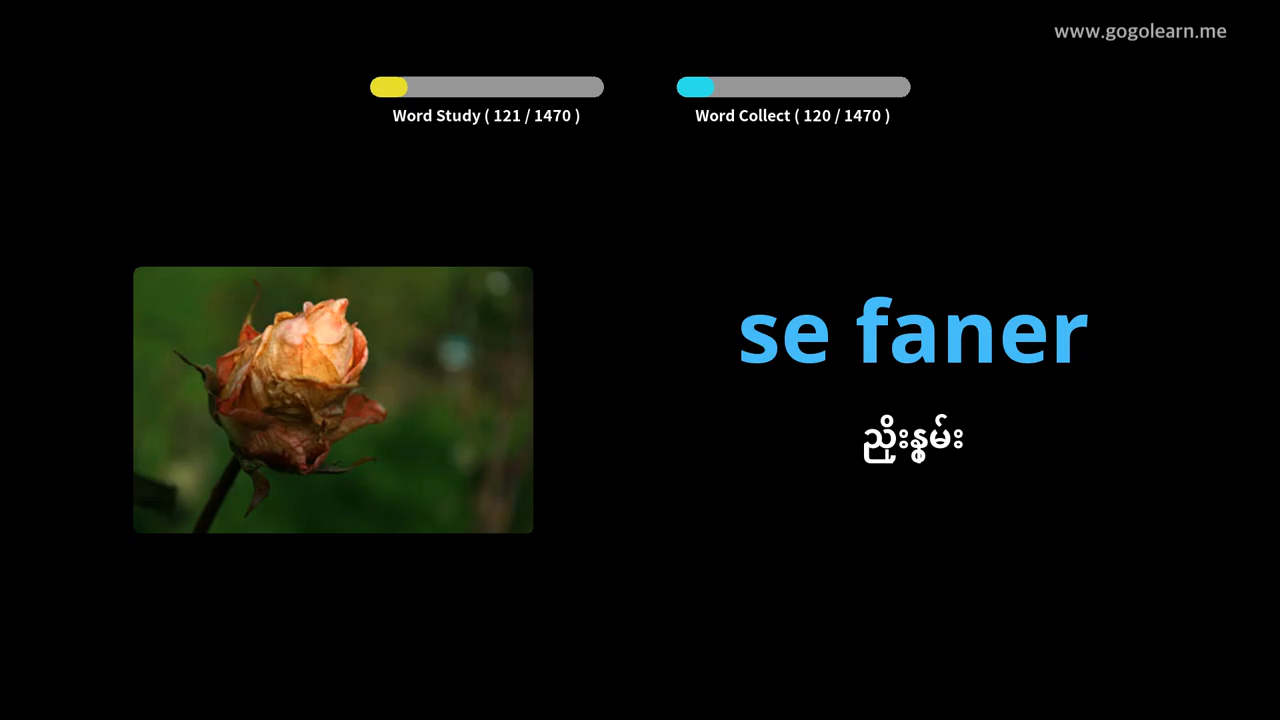 www.gogolearn.me
Word Study ( 121 / 1470 )
Word Collect ( 120 / 1470 )
se faner
ညှိုးနွမ်း